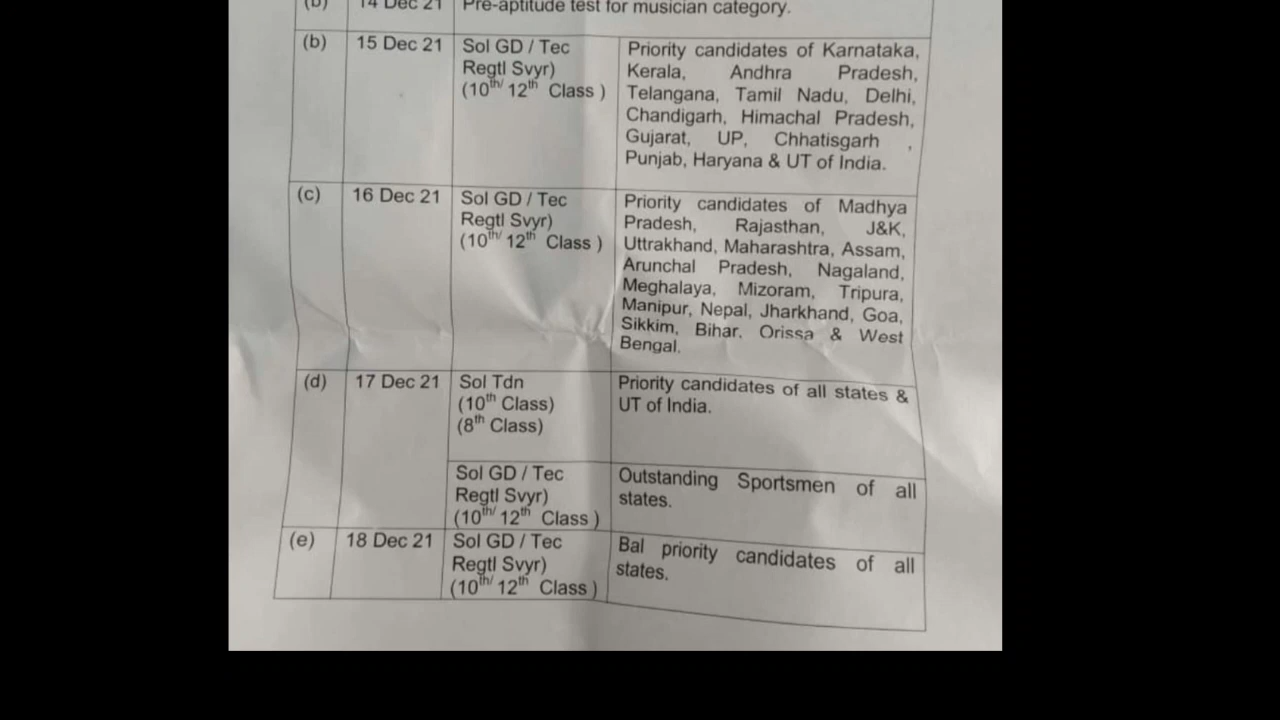 (b) 14 Dec 21 Pre-aptitude test for musician category.
(b) 15 Dec 21 Sol GD / Tec Priority candidates of Karnataka,
Regtl Svyr) Kerala, Andhra Pradesh,
(10th/ 12th Class ) Telangana, Tamil Nadu, Delhi,
Chandigarh, Himachal Pradesh,
Gujarat, UP, Chhatisgarh ,
Punjab, Haryana & UT of India.
(c) 16 Dec 21 Sol GD / Tec Priority candidates of Madhya
Regtl Svyr) Pradesh, Rajasthan, J&K,
(10th/ 12th Class ) Uttrakhand, Maharashtra, Assam,
Arunchal Pradesh, Nagaland,
Meghalaya, Mizoram, Tripura,
Manipur, Nepal, Jharkhand, Goa,
Sikkim, Bihar, Orissa & West
Bengal.
(d) 17 Dec 21 Sol Tdn Priority candidates of all states &
(10th Class) UT of India.
(8th Class)
Sol GD / Tec Outstanding Sportsmen of all
Regtl Svyr) states.
(10th/ 12th Class )
(e) 18 Dec 21 Sol GD / Tec Bal priority candidates of all
Regtl Svyr) states.
(10th/ 12th Class )